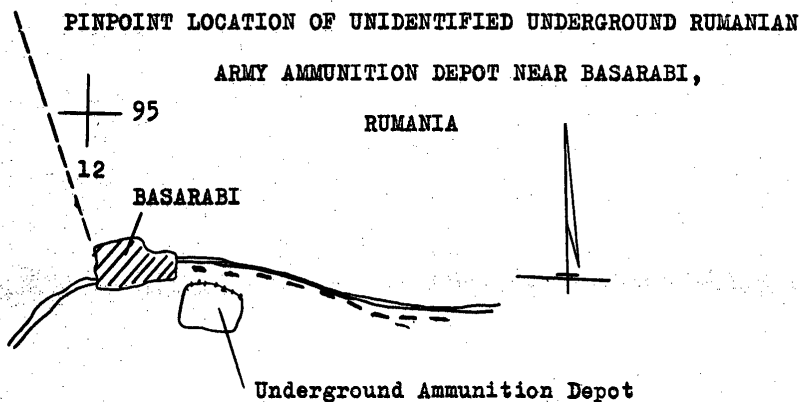 PINPOINT LOCATION OF UNIDENTIFIED UNDERGROUND RUMANIAN
ARMY AMMUNITION DEPOT NEAR BASARABI,
RUMANIA
95
12
BASARABI
Underground Ammunition Depot